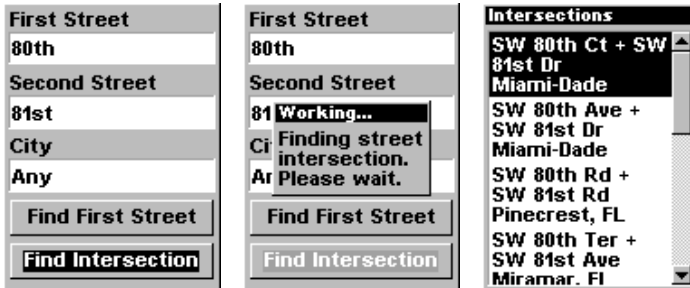 First Street
80th
Second Street
81st
City
Any
Find First Street
Find Intersection
First Street
80th
Second Street
81
Working...
Finding street
intersection.
Please wait.
Ci
Find First Street
Find Intersection
Intersections
SW 80th Ct + SW
81st Dr
Miami-Dade
SW 80th Ave +
SW 81st Dr
Miami-Dade
SW 80th Rd +
SW 81st Rd
Pinecrest, FL
SW 80th Ter +
SW 81st Ave
Miramar, FL